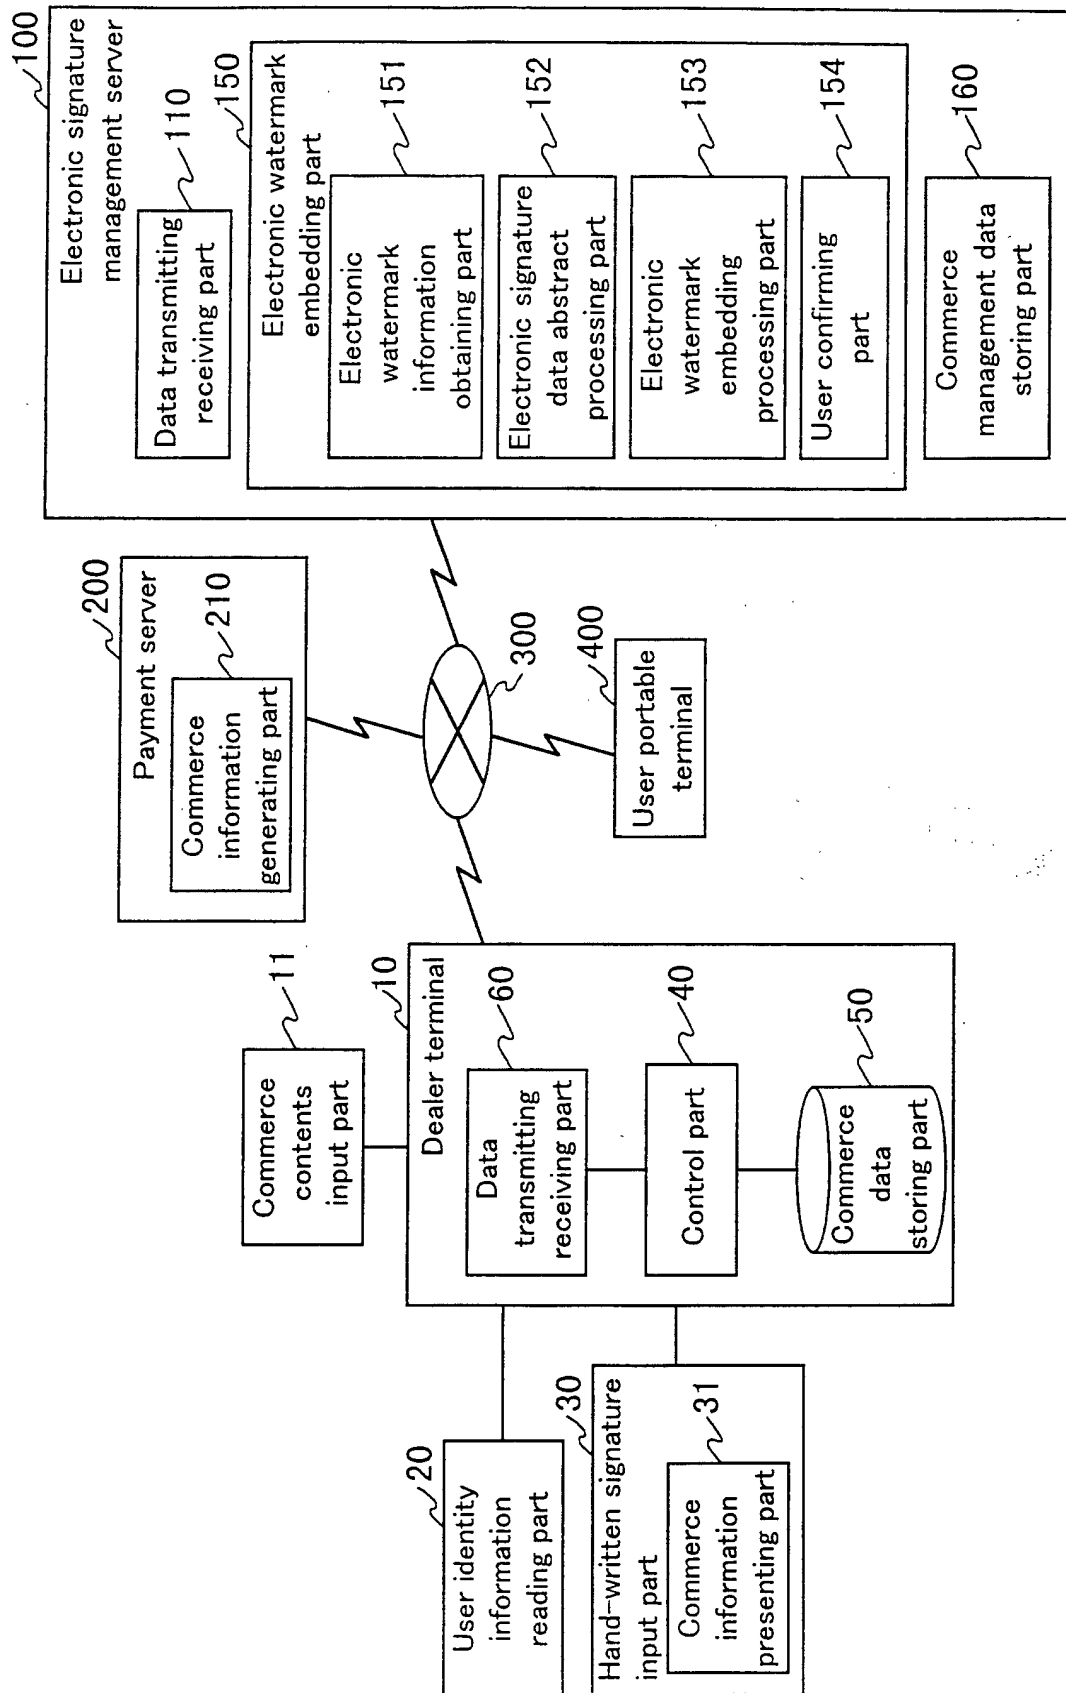 100
Electronic signature
management server
110
Data transmitting
receiving part
150
Electronic watermark
embedding part
151
Electronic
watermark
information
obtaining part
152
Electronic signature
data abstract
processing part
153
Electronic
watermark
embedding
processing part
154
User confirming
part
160
Commerce
management data
storing part
200
Payment server
210
Commerce
information
generating part
300
400
User portable
terminal
11
Commerce
contents
input part
10
Dealer terminal
60
Data
transmitting
receiving part
40
Control part
50
Commerce
data
storing part
20
User identity
information
reading part
30
Hand-written signature
input part
31
Commerce
information
presenting part